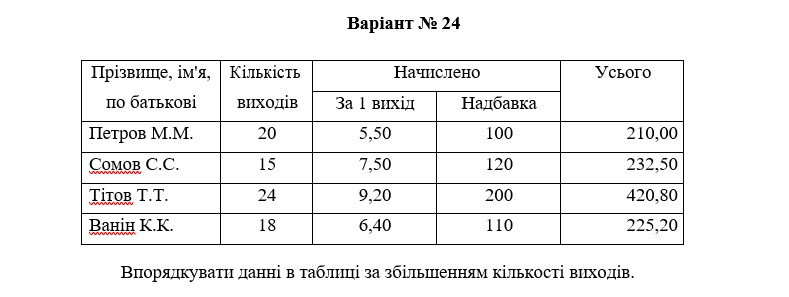 Варіант № 24
Прізвище, ім'я, по батькові Кількість виходів Начислено Усього
За 1 вихід Надбавка
Петров М.М. 20 5,50 100 210,00
Сомов С.С. 15 7,50 120 232,50
Тітов Т.Т. 24 9,20 200 420,80
Ванін К.К. 18 6,40 110 225,20
Впорядкувати данні в таблиці за збільшенням кількості виходів.